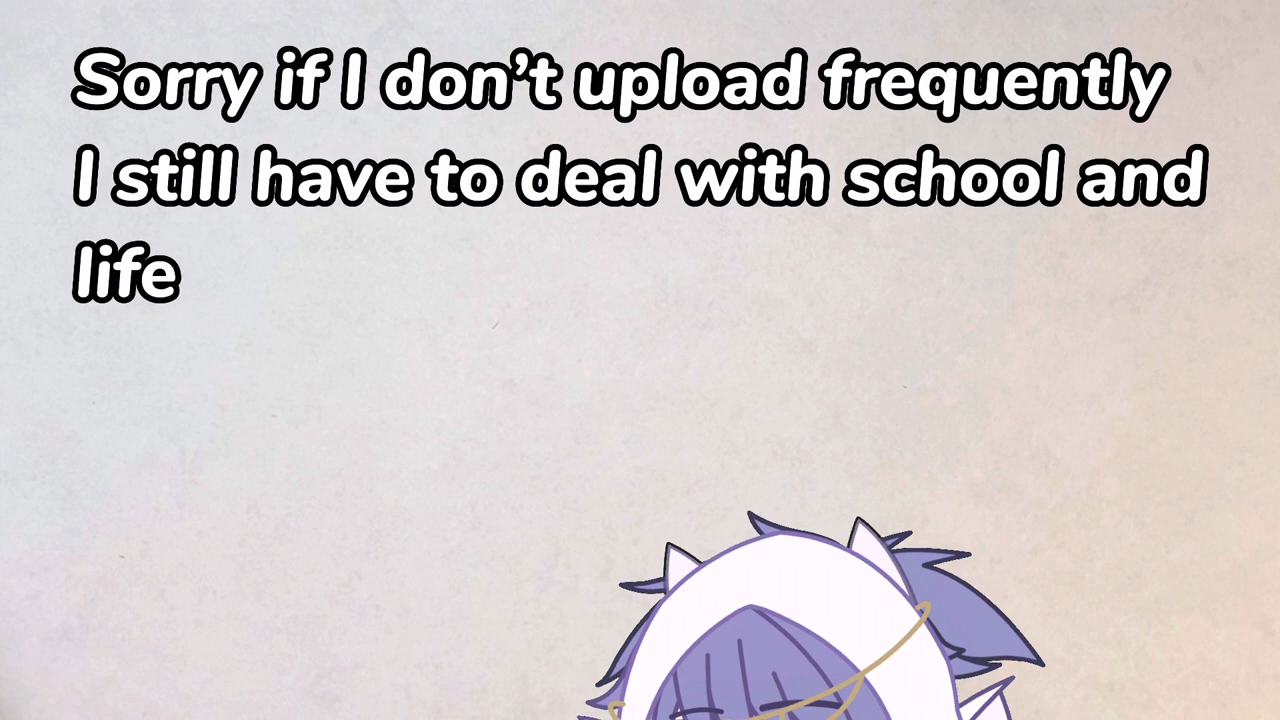 Sorry if I don’t upload frequently
I still have to deal with school and
life